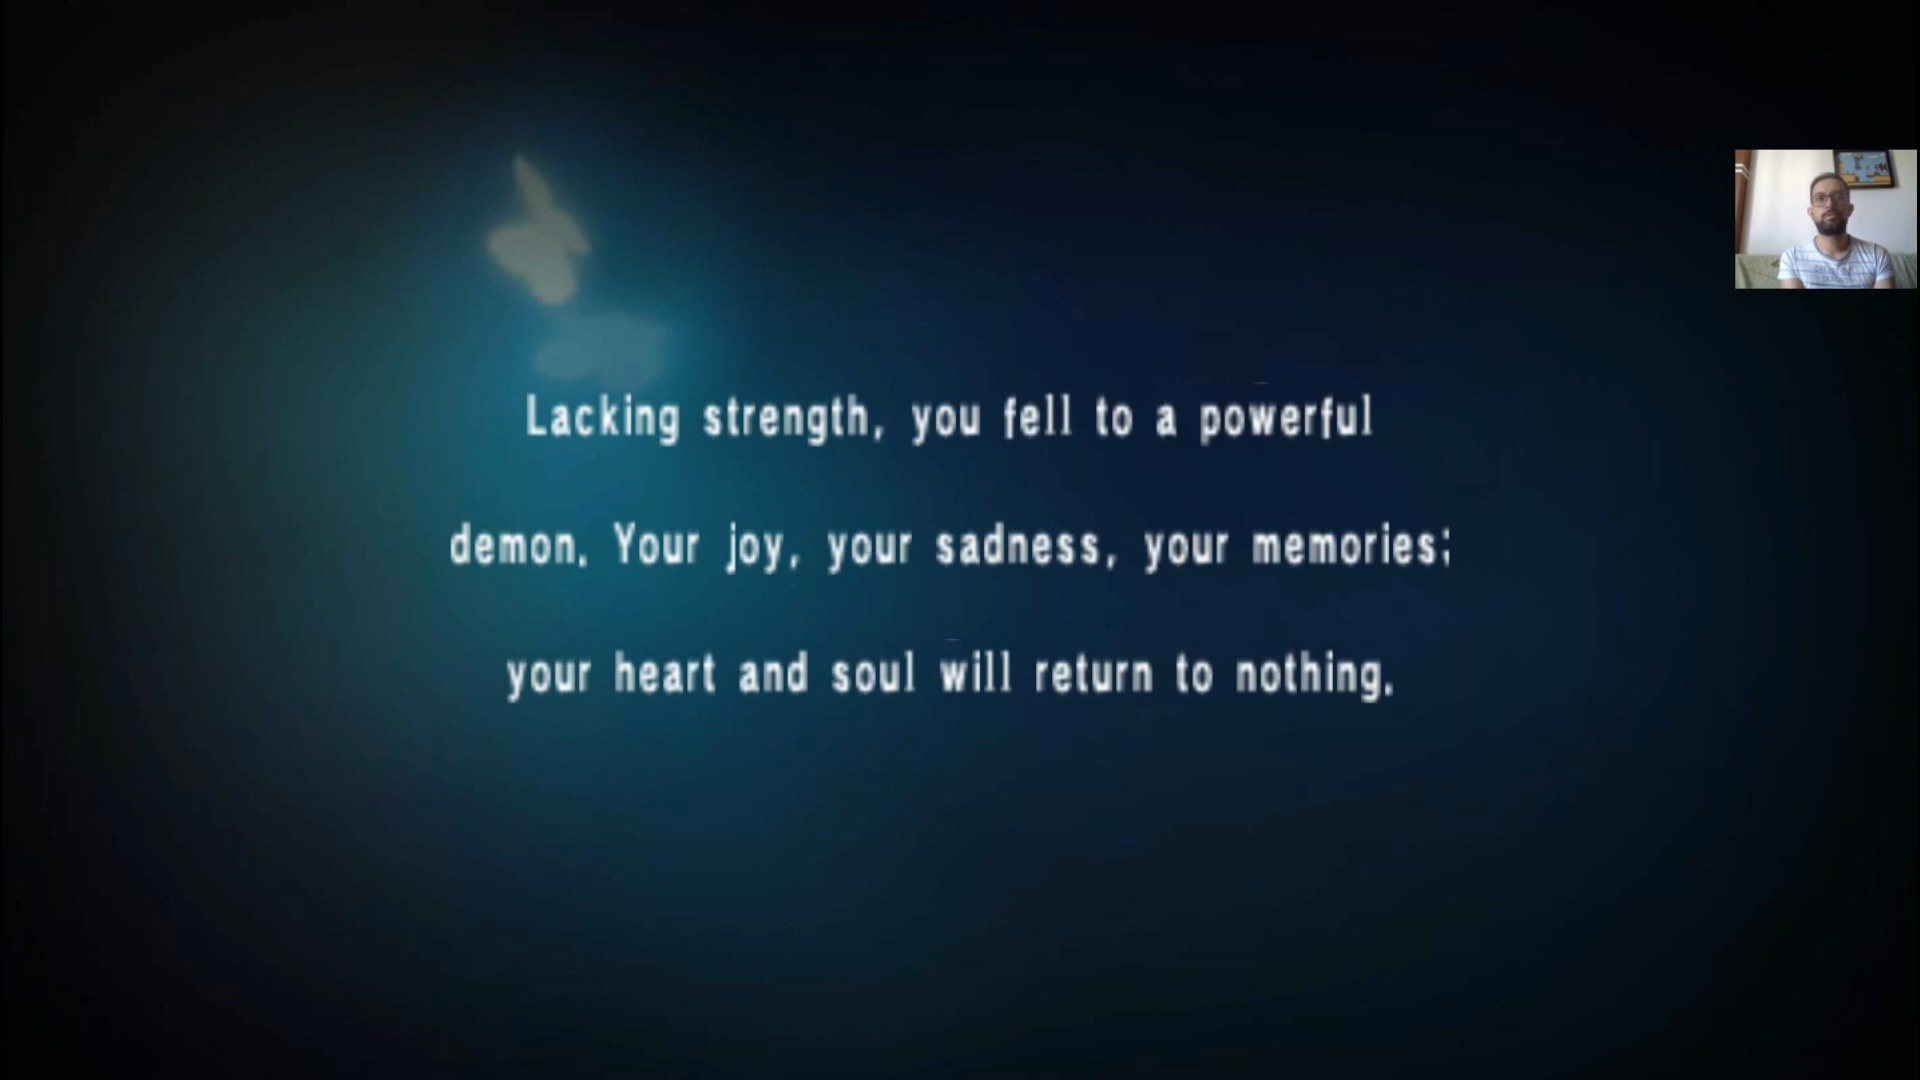 Lacking strength, you fell to a powerful
demon. Your joy, your sadness, your memories;
your heart and soul will return to nothing.